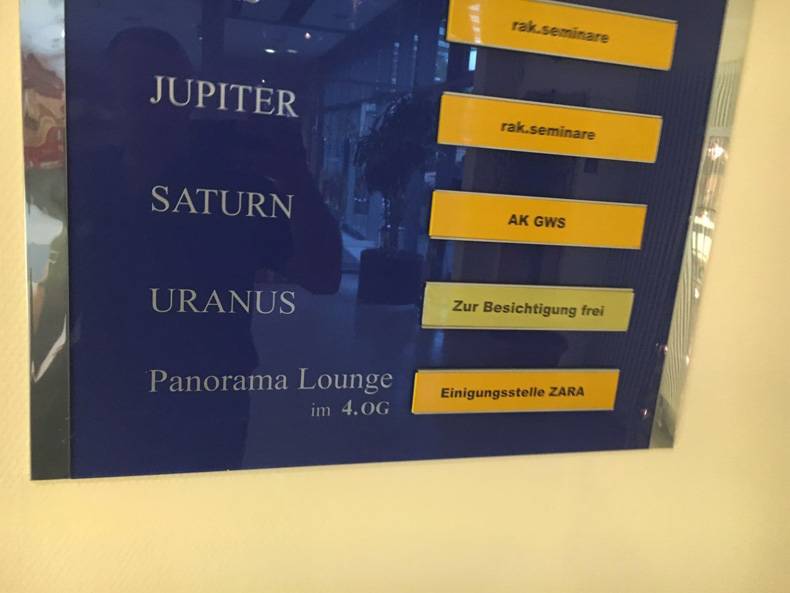 rak.seminare
JUPITER
rak.seminare
SATURN
AK GWS
URANUS
Zur Besichtigung frei
Panorama Lounge
im 4.OG
Einigungsstelle ZARA